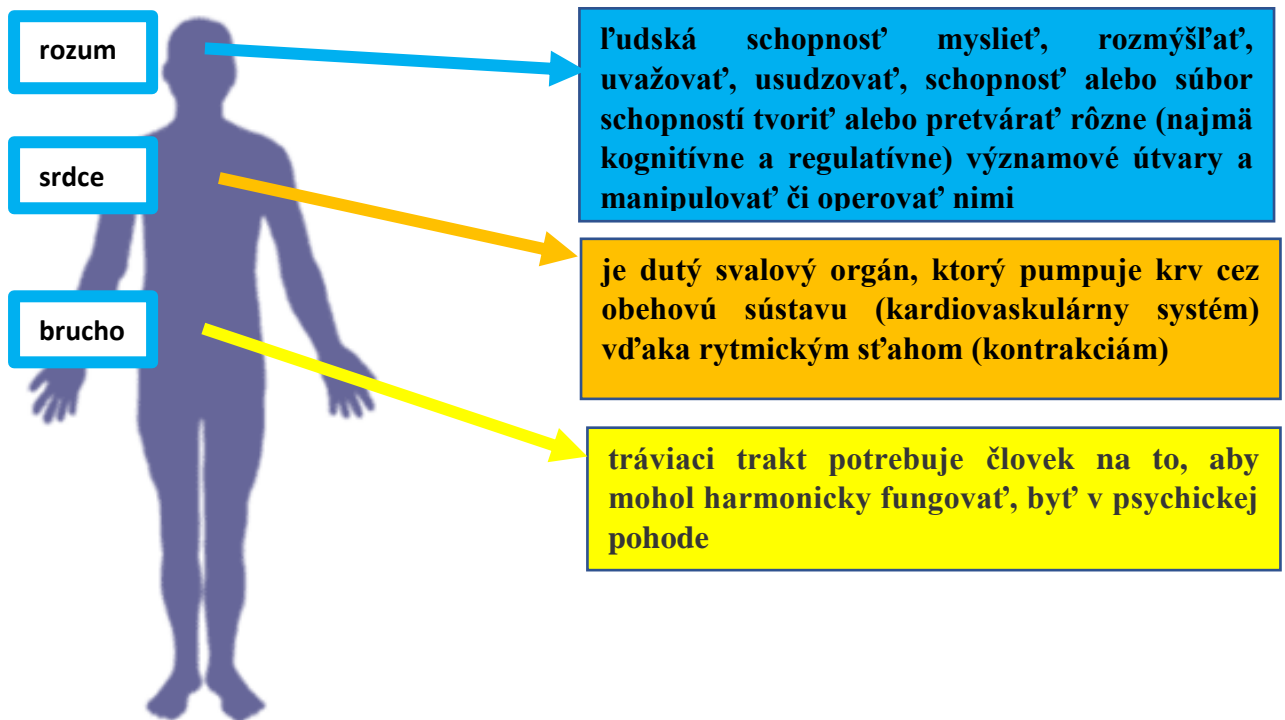 rozum
ľudská schopnosť myslieť, rozmýšľať,
uvažovať, usudzovať, schopnosť alebo súbor
schopností tvoriť alebo pretvárať rôzne (najmä
kognitívne a regulatívne) významové útvary a
manipulovať či operovať nimi
srdce
je dutý svalový orgán, ktorý pumpuje krv cez
obehovú sústavu (kardiovaskulárny systém)
vďaka rytmickým sťahom (kontrakciám)
brucho
tráviaci trakt potrebuje človek na to, aby
mohol harmonicky fungovať, byť v psychickej
pohode